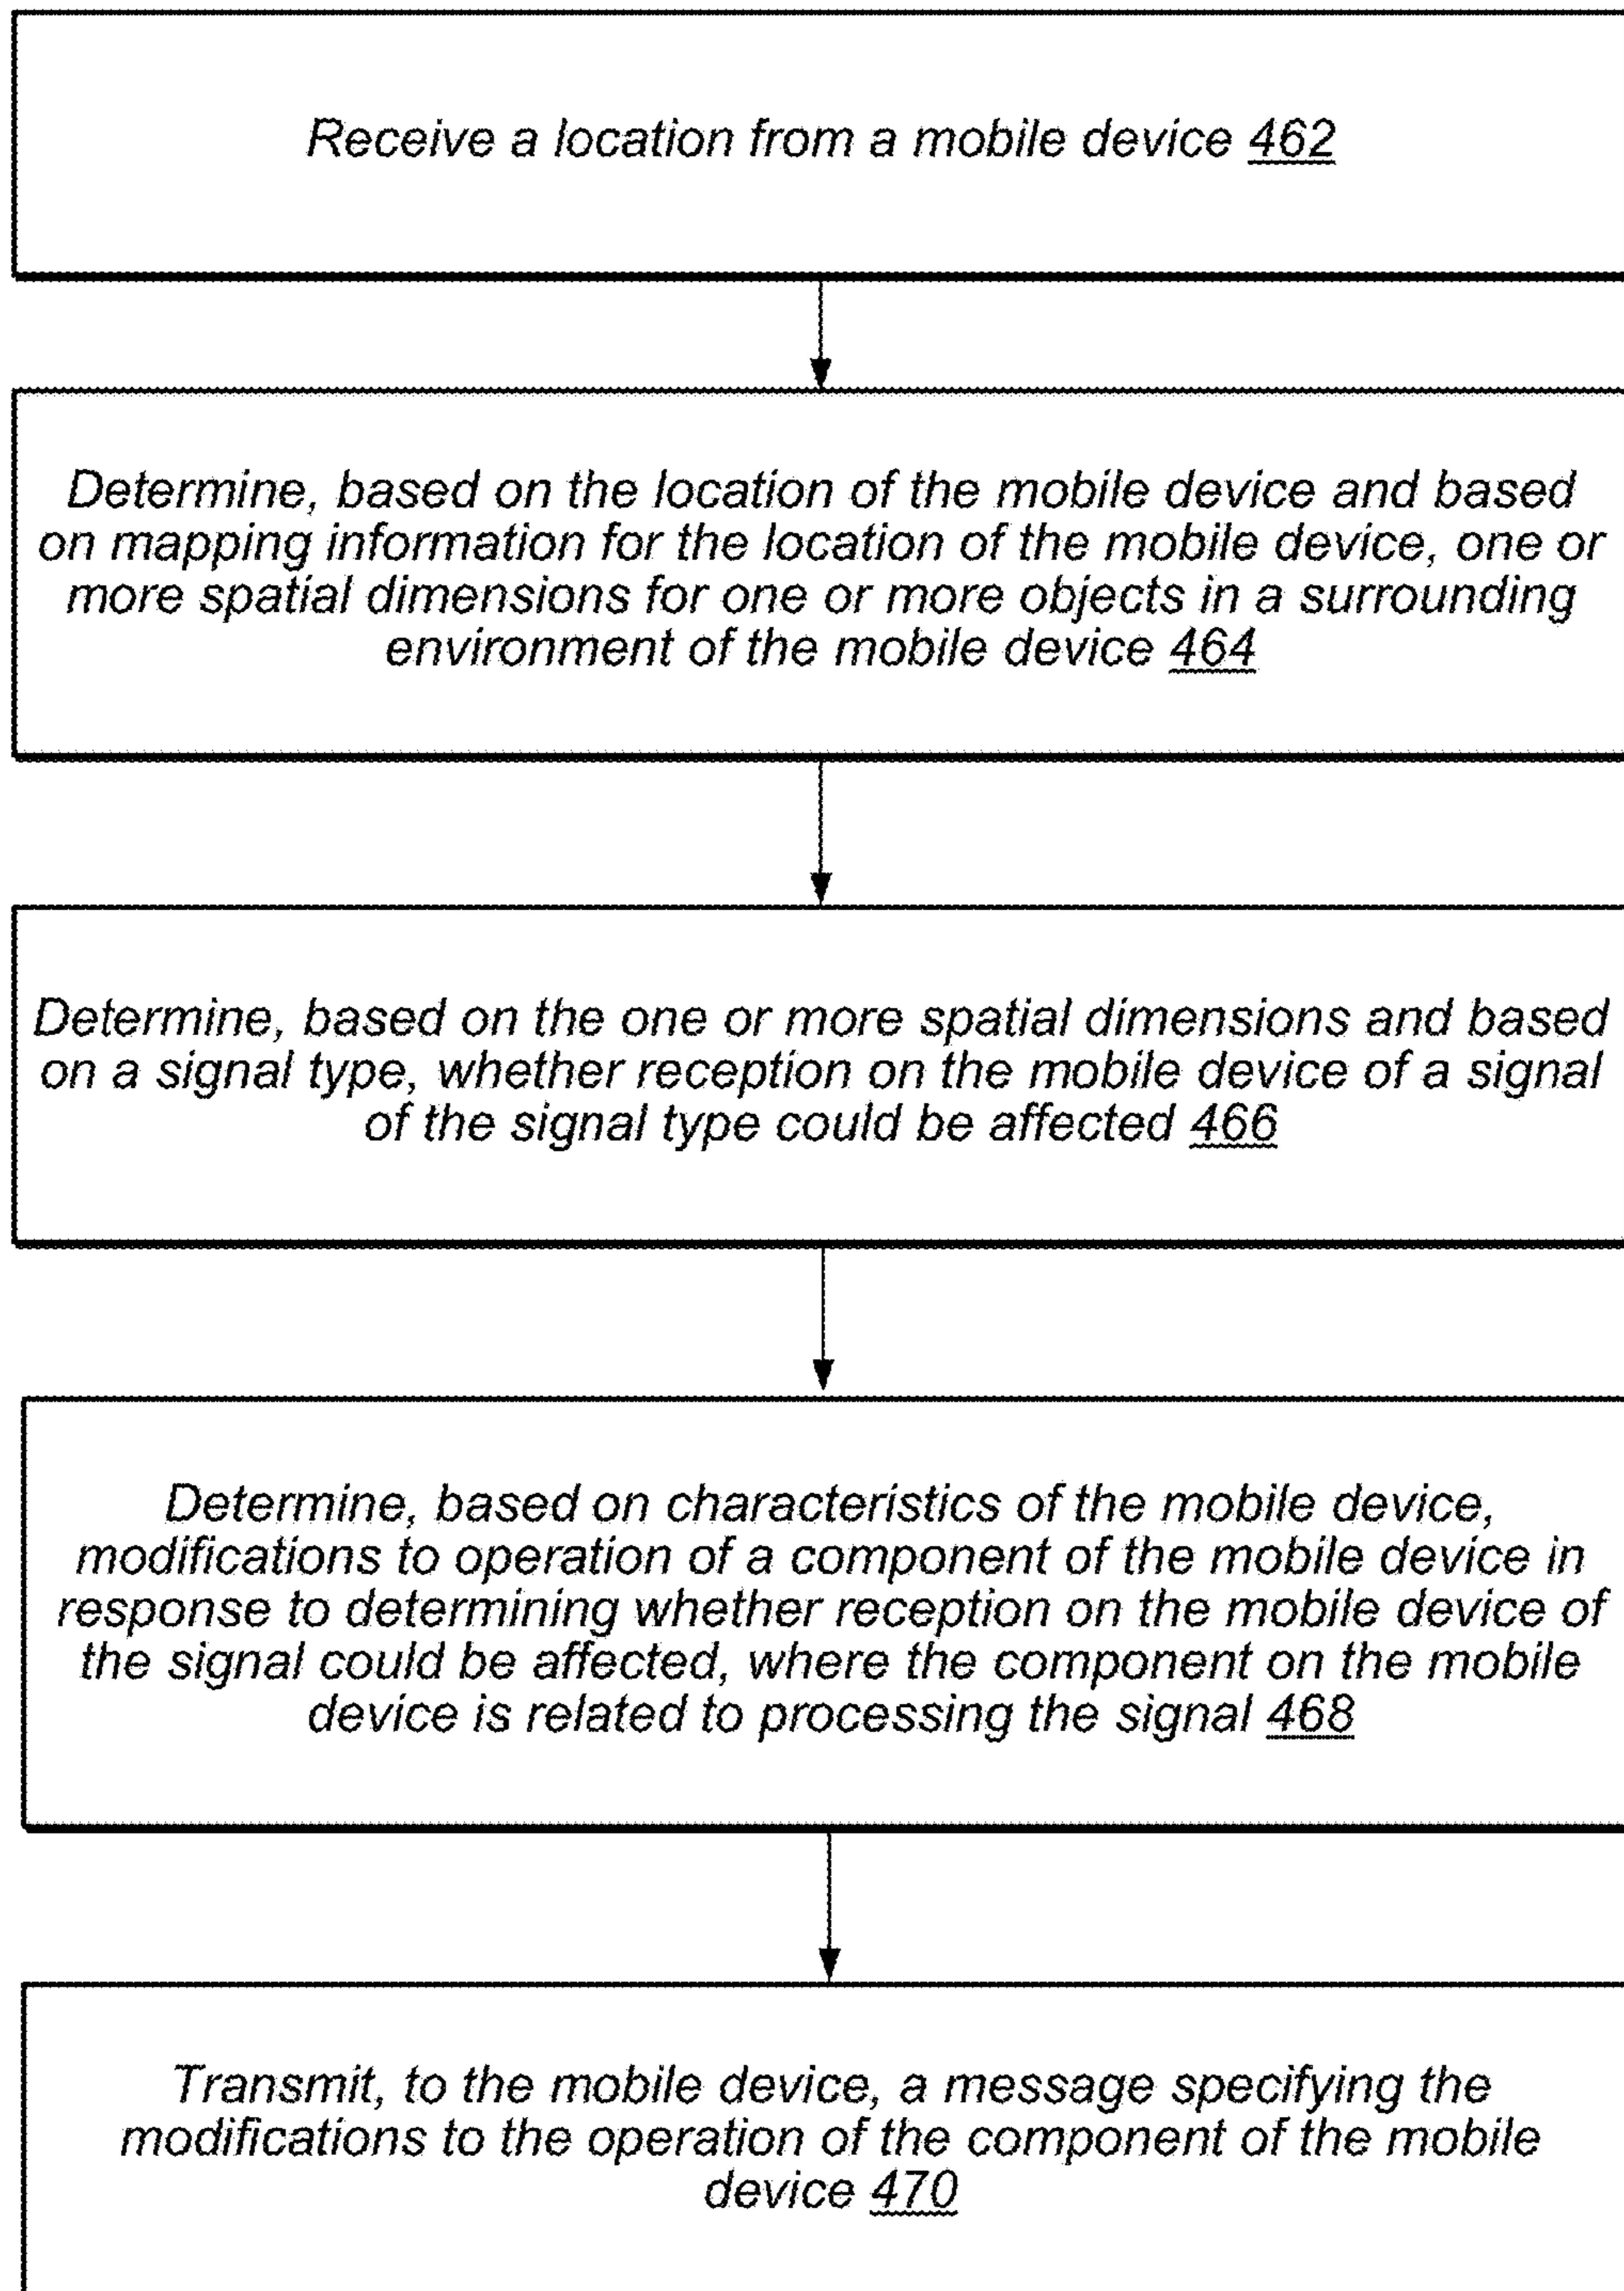 Receive a location from a mobile device 462
Determine, based on the location of the mobile device and based
on mapping information for the location of the mobile device, one or
more spatial dimensions for one or more objects in a surrounding
environment of the mobile device 464
Determine, based on the one or more spatial dimensions and based
on a signal type, whether reception on the mobile device of a signal
of the signal type could be affected 466
Determine, based on characteristics of the mobile device,
modifications to operation of a component of the mobile device in
response to determining whether reception on the mobile device of
the signal could be affected, where the component on the mobile
device is related to processing the signal 468
Transmit, to the mobile device, a message specifying the
modifications to the operation of the component of the mobile
device 470